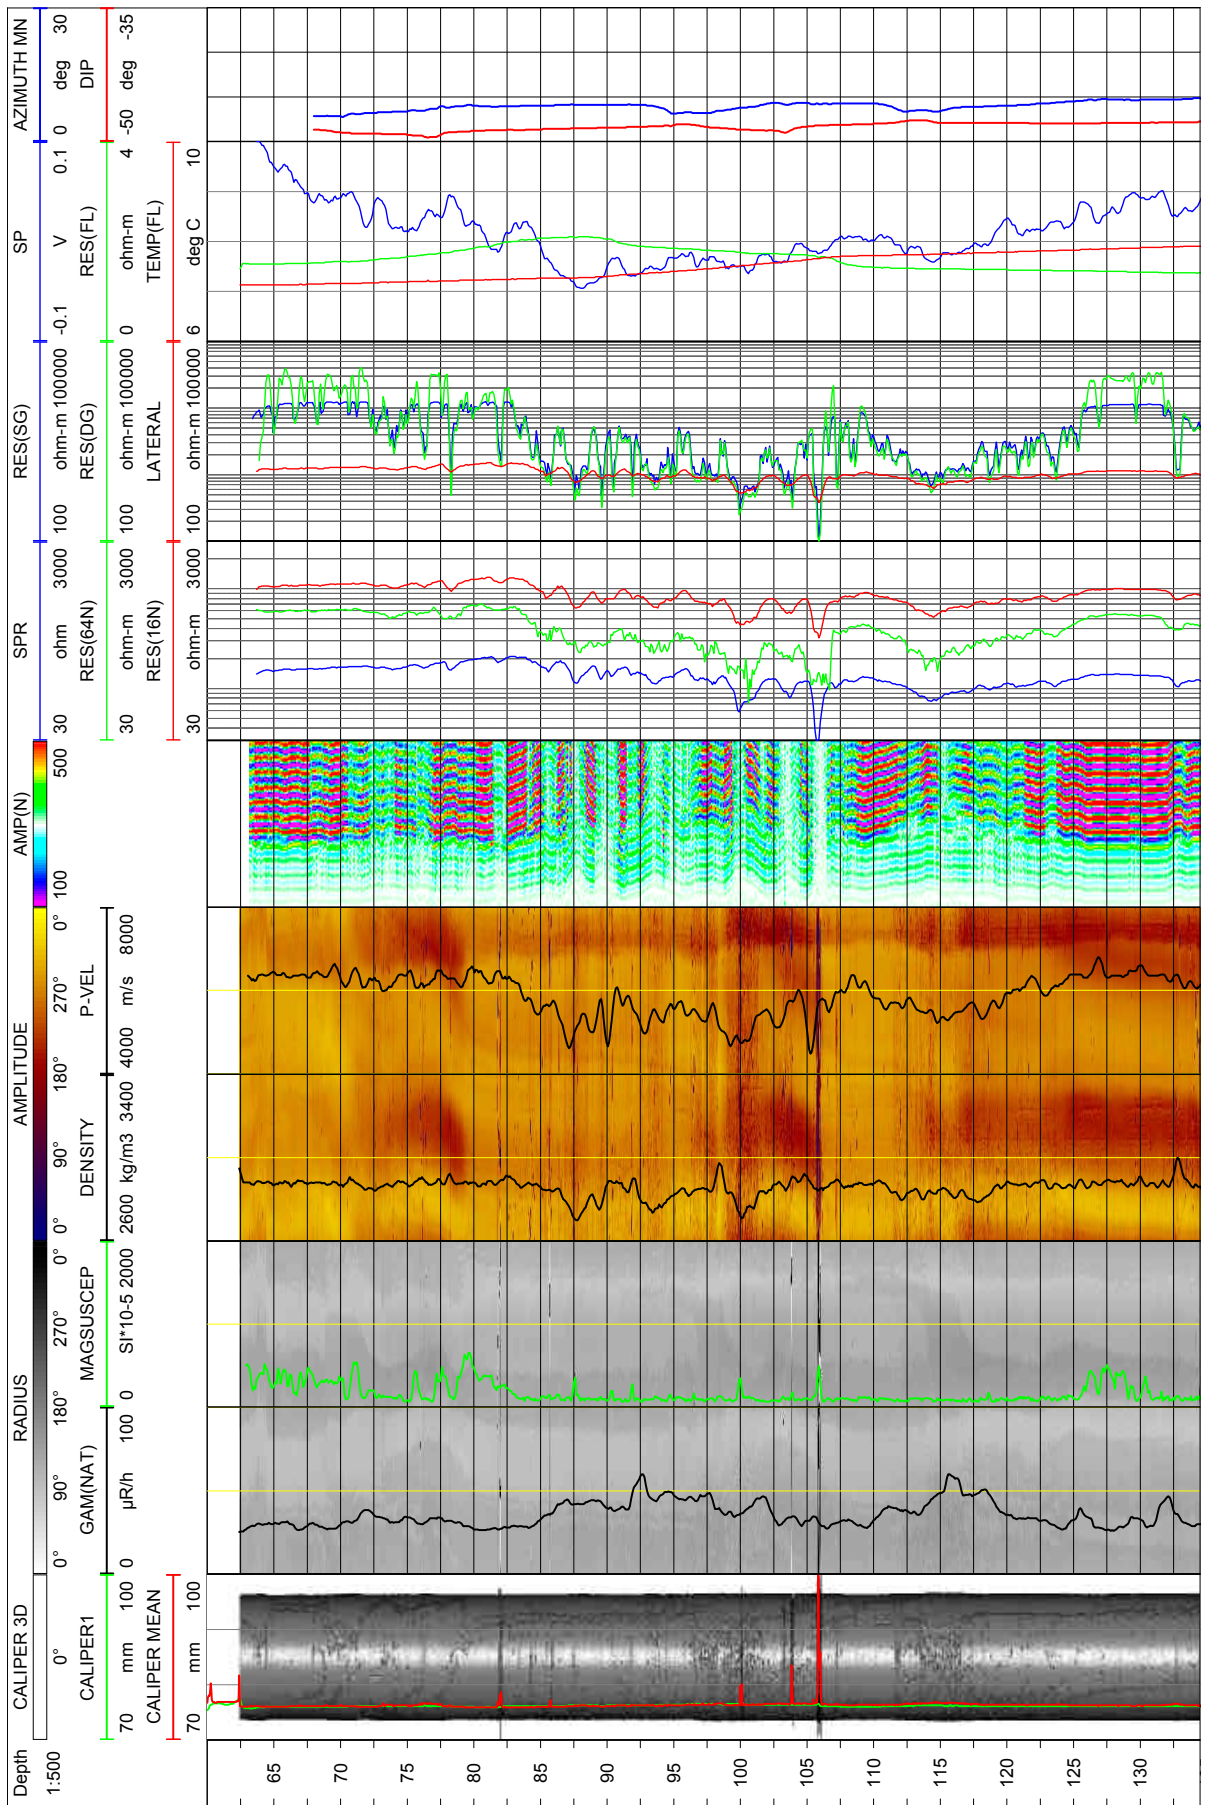 Depth
1:500
CALIPER 3D
0°
CALIPER1
70 mm 100
CALIPER MEAN
70 mm 100
RADIUS
0° 90° 180° 270° 0°
GAM(NAT)
0 µR/h 100
MAGSUSCEP
0 SI*10-5 2000
AMPLITUDE
0° 90° 180° 270° 0°
DENSITY
2600 kg/m3 3400
P-VEL
4000 m/s 8000
AMP(N)
100 500
SPR
30 ohm 3000
RES(64N)
30 ohm-m 3000
RES(16N)
30 ohm-m 3000
RES(SG)
100 ohm-m 100000
RES(DG)
100 ohm-m 100000
LATERAL
100 ohm-m 100000
SP
-0.1 V 0.1
RES(FL)
0 ohm-m 4
TEMP(FL)
6 deg C 10
AZIMUTH MN
0 deg 30
DIP
-50 deg -35
65
70
75
80
85
90
95
100
105
110
115
120
125
130